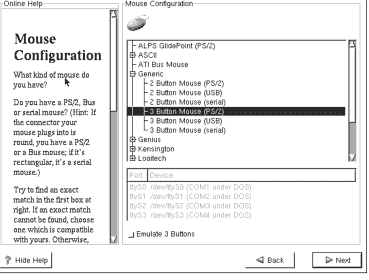 Online Help
Mouse Configuration
Mouse
Configuration
What kind of mouse do
you have?
Do you have a PS/2, Bus
or serial mouse? (Hint: If
the connector your
mouse plugs into is
round, you have a PS/2
or a Bus mouse; if it's
rectangular, it's a serial
mouse.)
Try to find an exact
match in the first box at
right. If an exact match
cannot be found, choose
one which is compatible
with yours. Otherwise,
ALPS GlidePoint (PS/2)
ASCII
ATI Bus Mouse
Generic
2 Button Mouse (PS/2)
2 Button Mouse (USB)
2 Button Mouse (serial)
3 Button Mouse (PS/2)
3 Button Mouse (USB)
3 Button Mouse (serial)
Genius
Kensington
Logitech
Port Device
ttyS0 /dev/ttyS0 (COM1 under DOS)
ttyS1 /dev/ttyS1 (COM2 under DOS)
ttyS2 /dev/ttyS2 (COM3 under DOS)
ttyS3 /dev/ttyS3 (COM4 under DOS)
Emulate 3 Buttons
Hide Help
Back
Next